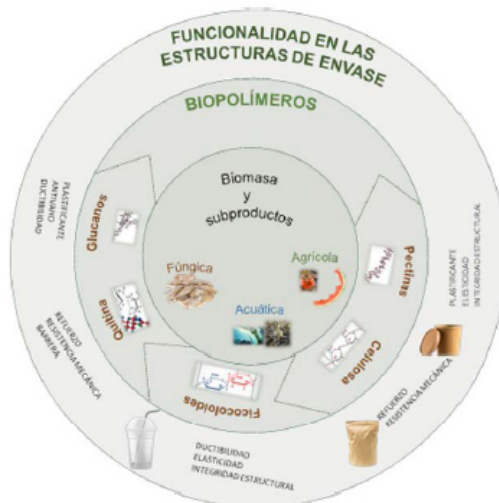 FUNCIONALIDAD EN LAS
ESTRUCTURAS DE ENVASE
BIOPOLÍMEROS
Biomasa
y
subproductos
Fúngica
Agrícola
Acuática
Glucanos
Quitina
Ficocoloides
Celulosa
Pectinas
PLASTIFICANTE
ANTIVAHO
DUCTIBILIDAD
REFUERZO
RESISTENCIA MECÁNICA
BARRERA
DUCTIBILIDAD
ELASTICIDAD
INTEGRIDAD ESTRUCTURAL
REFUERZO
RESISTENCIA MECÁNICA
PLASTIFICANTE
ELESTICIDAD
INTEGRIDAD ESTRUCTURAL